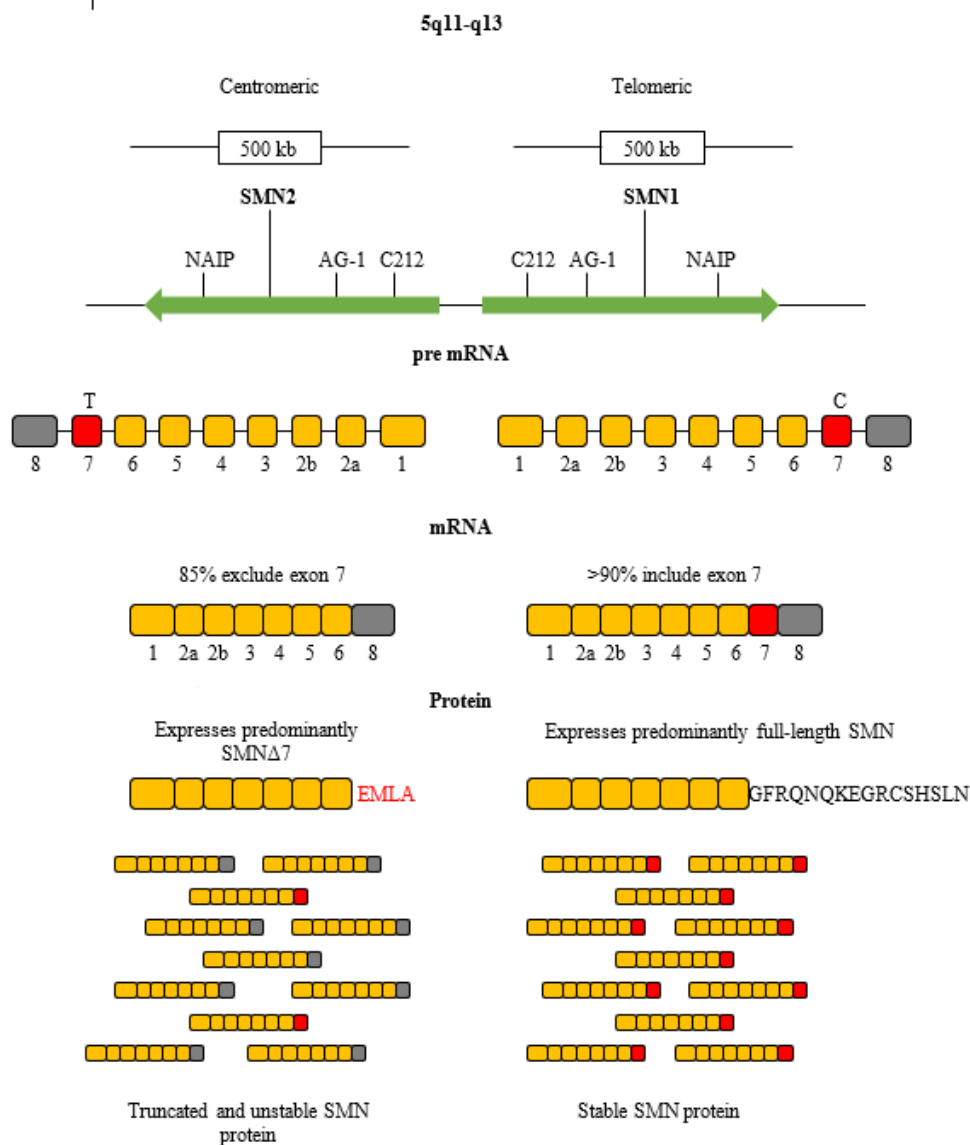 5q11-q13
Centromeric
Telomeric
500 kb
500 kb
SMN2
SMN1
NAIP
AG-1
C212
C212
AG-1
NAIP
pre mRNA
T
C
8 7 6 5 4 3 2b 2a 1
1 2a 2b 3 4 5 6 7 8
mRNA
85% exclude exon 7
>90% include exon 7
1 2a 2b 3 4 5 6 8
1 2a 2b 3 4 5 6 7 8
Protein
Expresses predominantly
SMNΔ7
Expresses predominantly full-length SMN
EMLA
GFRQNQKEGRCSHSLN
Truncated and unstable SMN
protein
Stable SMN protein